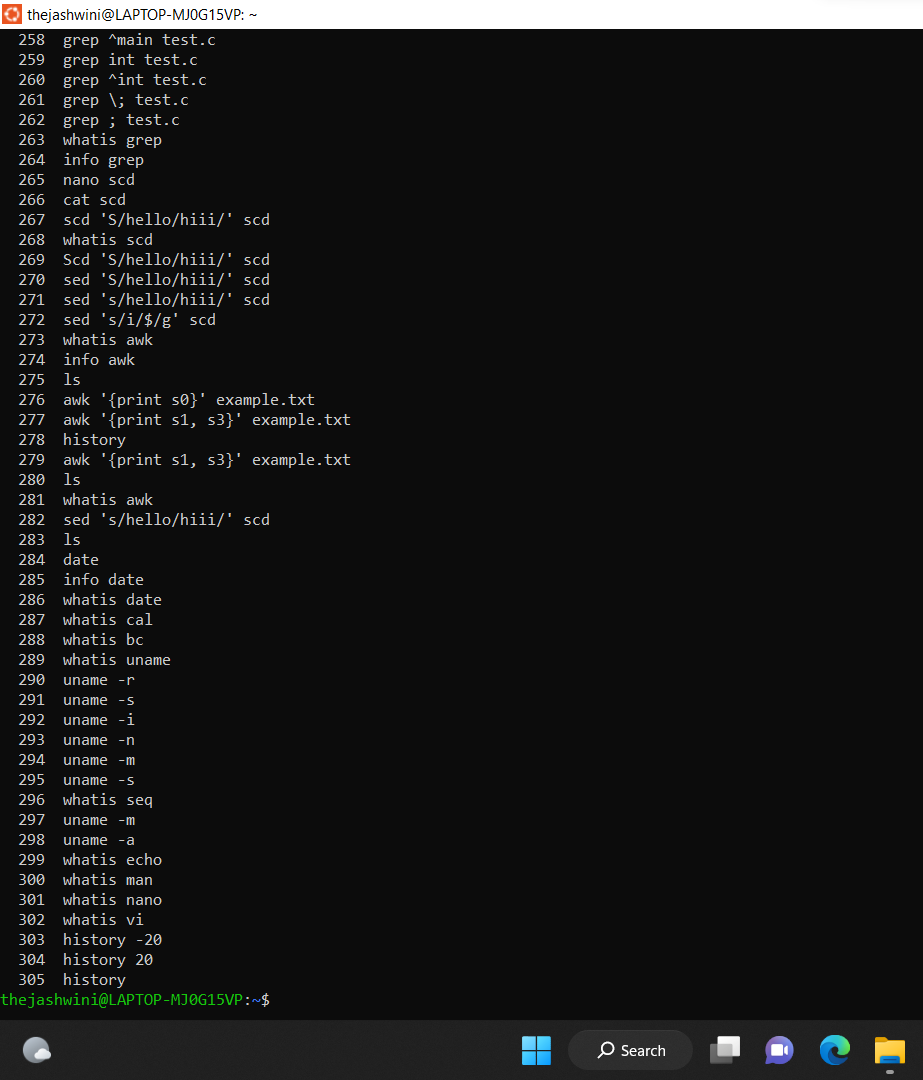 thejashwini@LAPTOP-MJ0G15VP: ~
258 grep ^main test.c
259 grep int test.c
260 grep ^int test.c
261 grep \; test.c
262 grep ; test.c
263 whatis grep
264 info grep
265 nano scd
266 cat scd
267 scd 'S/hello/hiii/' scd
268 whatis scd
269 Scd 'S/hello/hiii/' scd
270 sed 'S/hello/hiii/' scd
271 sed 's/hello/hiii/' scd
272 sed 's/i/$/g' scd
273 whatis awk
274 info awk
275 ls
276 awk '{print s0}' example.txt
277 awk '{print s1, s3}' example.txt
278 history
279 awk '{print s1, s3}' example.txt
280 ls
281 whatis awk
282 sed 's/hello/hiii/' scd
283 ls
284 date
285 info date
286 whatis date
287 whatis cal
288 whatis bc
289 whatis uname
290 uname -r
291 uname -s
292 uname -i
293 uname -n
294 uname -m
295 uname -s
296 whatis seq
297 uname -m
298 uname -a
299 whatis echo
300 whatis man
301 whatis nano
302 whatis vi
303 history -20
304 history 20
305 history
thejashwini@LAPTOP-MJ0G15VP:~$
Search